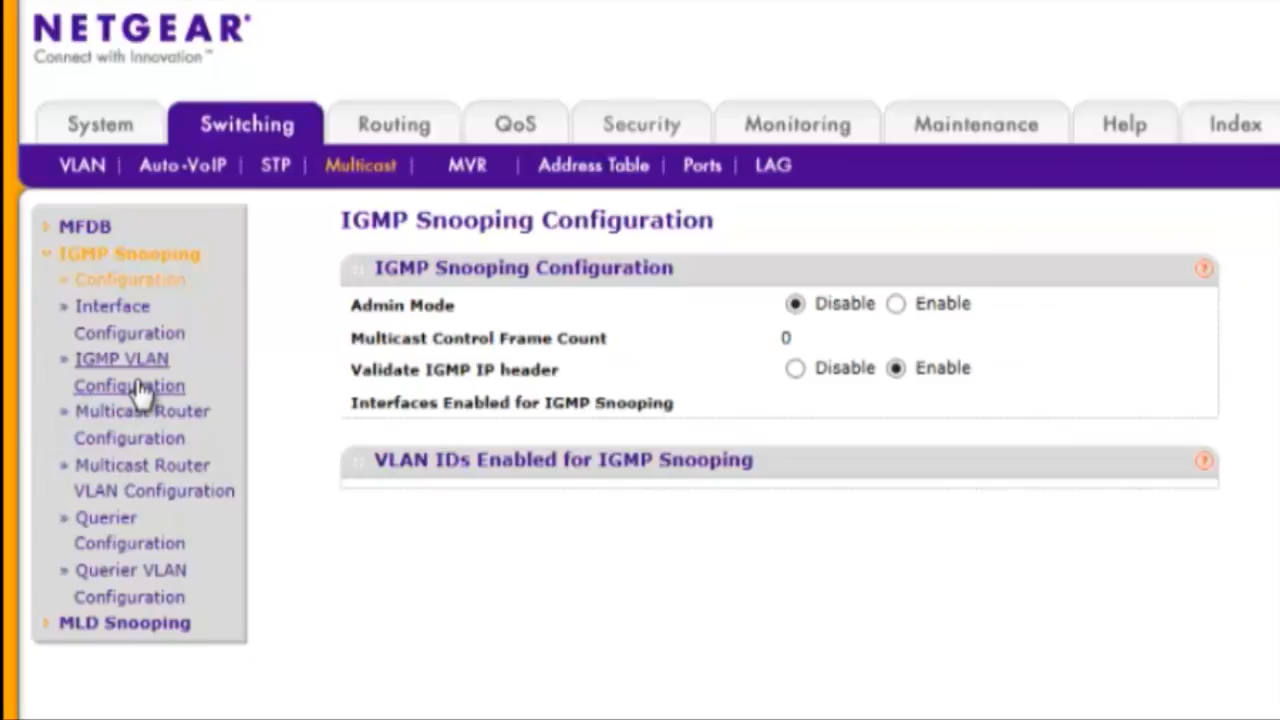 NETGEAR
Connect with Innovation™
System Switching Routing QoS Security Monitoring Maintenance Help Index
VLAN | Auto-VoIP | STP | Multicast | MVR | Address Table | Ports | LAG
MFDB
IGMP Snooping
» Configuration
» Interface
Configuration
» IGMP VLAN
Configuration
» Multicast Router
Configuration
» Multicast Router
VLAN Configuration
» Querier
Configuration
» Querier VLAN
Configuration
MLD Snooping
IGMP Snooping Configuration
IGMP Snooping Configuration ?
Admin Mode Disable Enable
Multicast Control Frame Count 0
Validate IGMP IP header Disable Enable
Interfaces Enabled for IGMP Snooping
VLAN IDs Enabled for IGMP Snooping ?